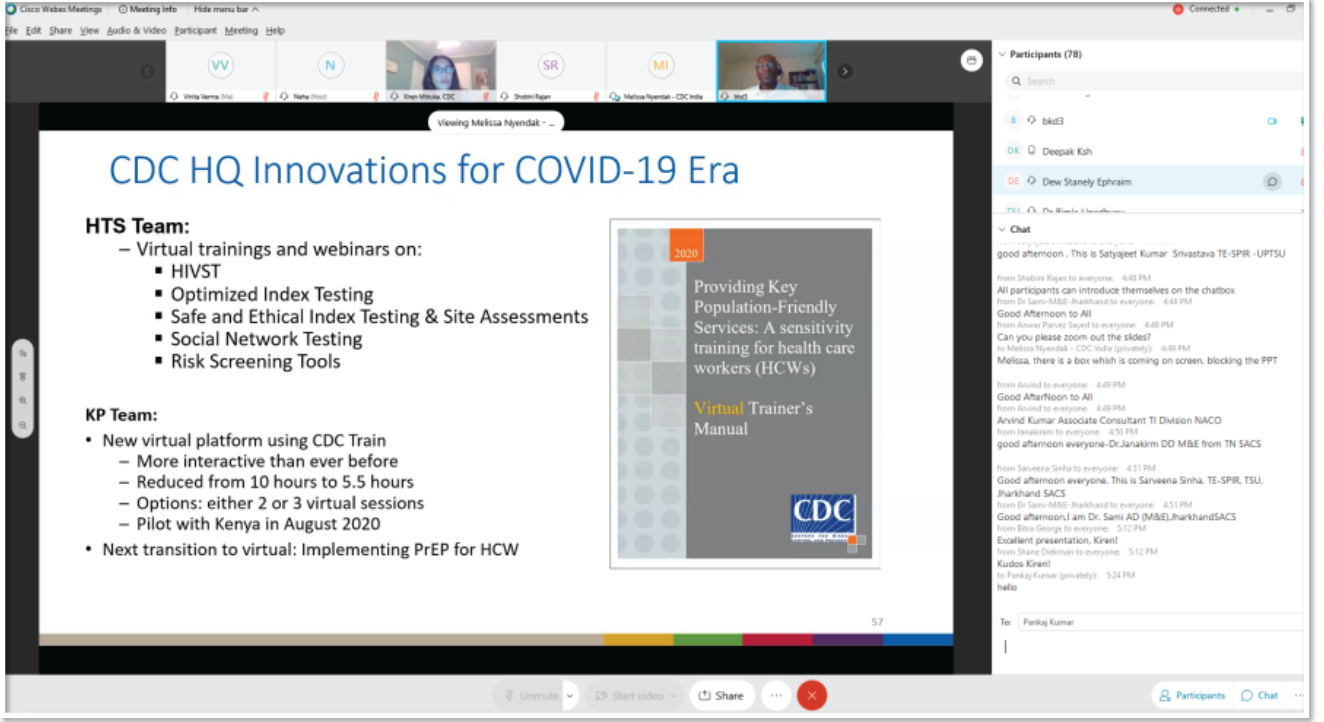 Cisco Webex Meetings Meeting Info Hide menu bar
Connected
File Edit Share View Audio & Video Participant Meeting Help
VV N SR MI
Vinita Verma (Me) Neha (Host) Kiren Mitruka, CDC Shobini Rajan Melissa Nyendak - CDC India bkd3
Viewing Melissa Nyendak - ...
CDC HQ Innovations for COVID-19 Era
HTS Team:
– Virtual trainings and webinars on:
▪ HIVST
▪ Optimized Index Testing
▪ Safe and Ethical Index Testing & Site Assessments
▪ Social Network Testing
▪ Risk Screening Tools
KP Team:
• New virtual platform using CDC Train
– More interactive than ever before
– Reduced from 10 hours to 5.5 hours
– Options: either 2 or 3 virtual sessions
– Pilot with Kenya in August 2020
• Next transition to virtual: Implementing PrEP for HCW
2020
Providing Key
Population-Friendly
Services: A sensitivity
training for health care
workers (HCWs)
Virtual Trainer's
Manual
CDC
57
Participants (78)
Search
B bkd3
DK Deepak Ksh
DE Dew Stanely Ephraim
Chat
good afternoon . This is Satyajeet Kumar Srivastava TE-SPIR -UPTSU
from Shobini Rajan to everyone: 4:48 PM
All participants can introduce themselves on the chatbox
from Dr Sami-M&E-Jharkhand to everyone: 4:48 PM
Good Afternoon to All
from Anwar Parvez Sayed to everyone: 4:48 PM
Can you please zoom out the slides?
to Melissa Nyendak - CDC India (privately): 4:49 PM
Melissa, there is a box whixh is coming on screen, blocking the PPT
from Arvind to everyone: 4:49 PM
Good AfterNoon to All
from Arvind to everyone: 4:49 PM
Arvind Kumar Associate Consultant TI Division NACO
from Janakiram to everyone: 4:50 PM
good afternoon everyone-Dr.Janakirm DD M&E from TN SACS
from Sarveena Sinha to everyone: 4:51 PM
Good afternoon everyone. This is Sarveena Sinha, TE-SPIR, TSU,
Jharkhand SACS
from Dr Sami-M&E-Jharkhand to everyone: 4:51 PM
Good afternoon,I am Dr. Sami AD (M&E),JharkhandSACS
from Bitra George to everyone: 5:12 PM
Excellent presentation, Kiren!
from Shane Diekman to everyone: 5:12 PM
Kudos Kiren!
to Pankaj Kumar (privately): 5:24 PM
hello
To: Pankaj Kumar
Unmute Start video Share Participants Chat